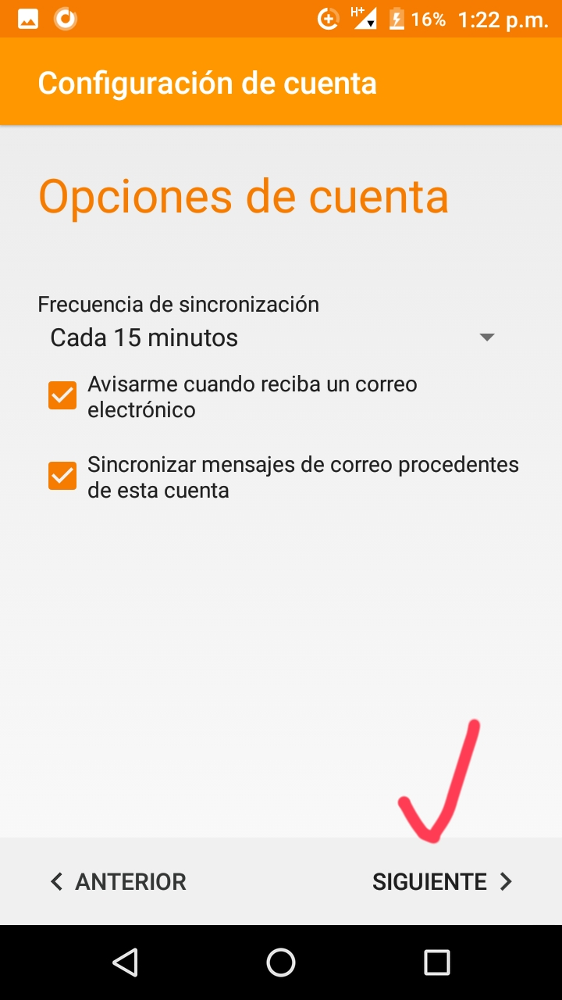 H+ 16% 1:22 p.m.
Configuración de cuenta
Opciones de cuenta
Frecuencia de sincronización
Cada 15 minutos
Avisarme cuando reciba un correo
electrónico
Sincronizar mensajes de correo procedentes
de esta cuenta
ANTERIOR SIGUIENTE